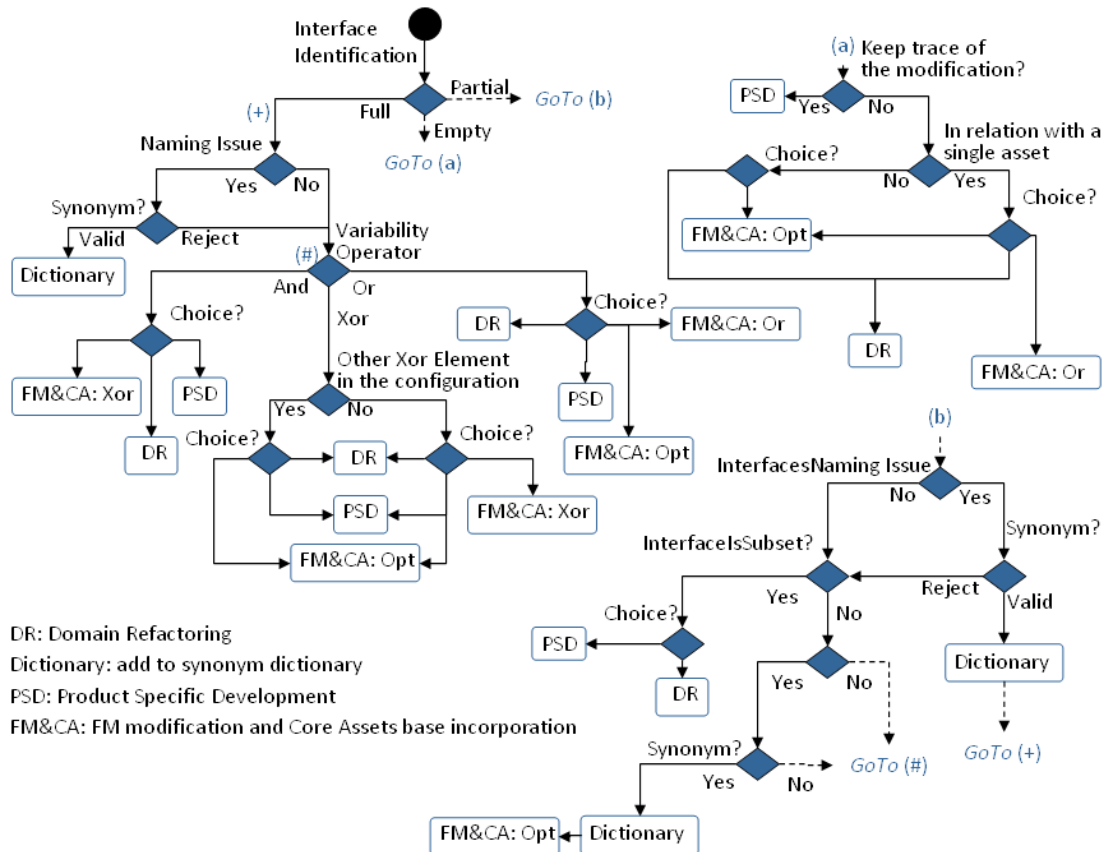 Interface
Identification
Partial
GoTo (b)
(+)
Full
Empty
GoTo (a)
Naming Issue
Yes
No
Synonym?
Valid
Reject
Dictionary
Variability
(#)
Operator
And
Or
Xor
Choice?
FM&CA: Xor
PSD
DR
Other Xor Element
in the configuration
Yes
No
Choice?
Choice?
DR
PSD
FM&CA: Xor
FM&CA: Opt
Choice?
DR
FM&CA: Or
PSD
FM&CA: Opt
(a)
Keep trace of
the modification?
PSD
Yes
No
In relation with a
single asset
Choice?
No
Yes
Choice?
FM&CA: Opt
DR
FM&CA: Or
(b)
InterfacesNaming Issue
No
Yes
Synonym?
InterfaceIsSubset?
Reject
Valid
Yes
No
Choice?
PSD
DR
Dictionary
Yes
No
GoTo (+)
Synonym?
GoTo (#)
Yes
No
FM&CA: Opt
Dictionary
DR: Domain Refactoring
Dictionary: add to synonym dictionary
PSD: Product Specific Development
FM&CA: FM modification and Core Assets base incorporation